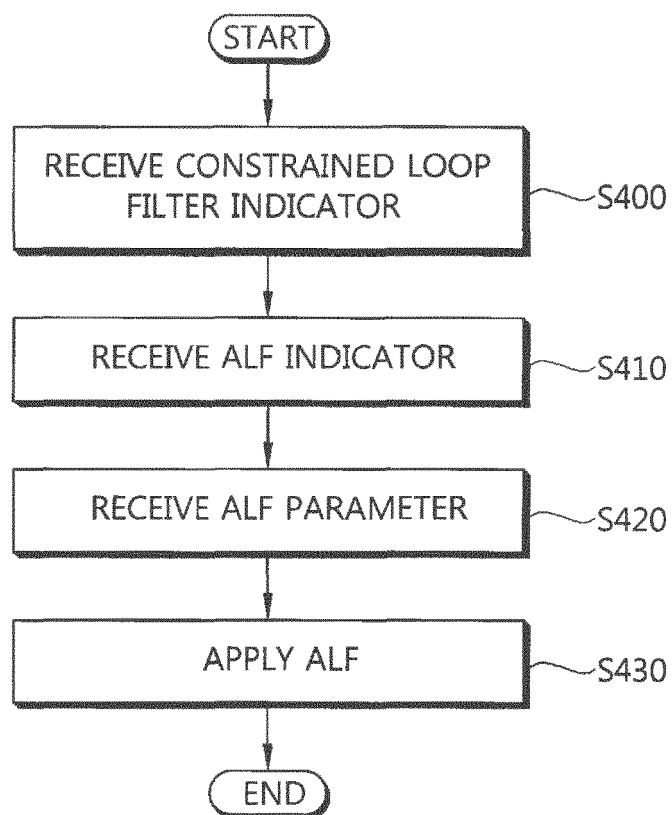 START
RECEIVE CONSTRAINED LOOP
FILTER INDICATOR
S400
RECEIVE ALF INDICATOR
S410
RECEIVE ALF PARAMETER
S420
APPLY ALF
S430
END